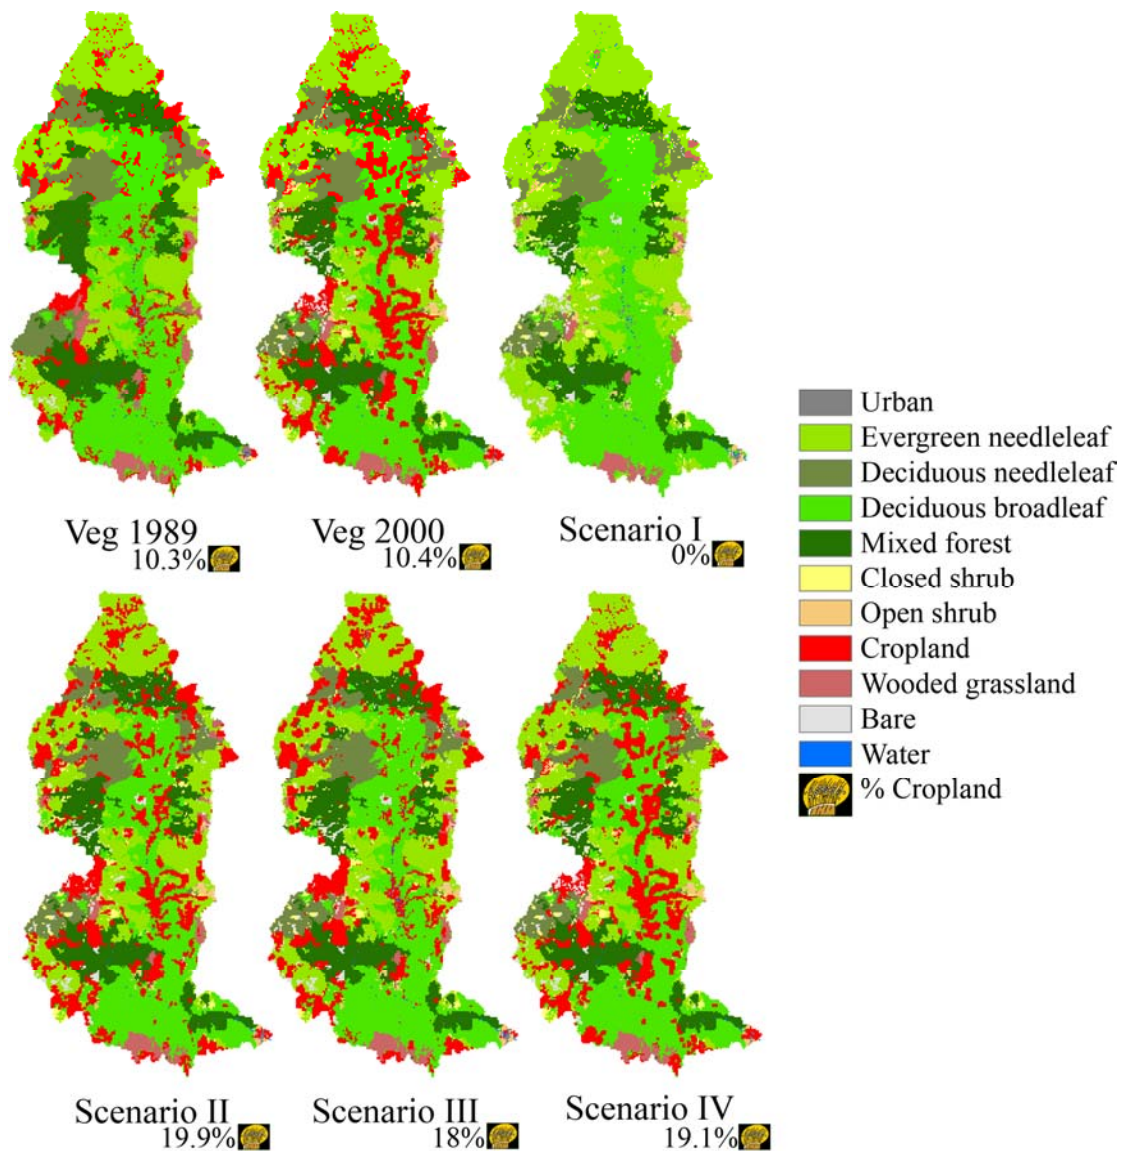 Veg 1989
10.3%
Veg 2000
10.4%
Scenario I
0%
Urban
Evergreen needleleaf
Deciduous needleleaf
Deciduous broadleaf
Mixed forest
Closed shrub
Open shrub
Cropland
Wooded grassland
Bare
Water
% Cropland
Scenario II
19.9%
Scenario III
18%
Scenario IV
19.1%